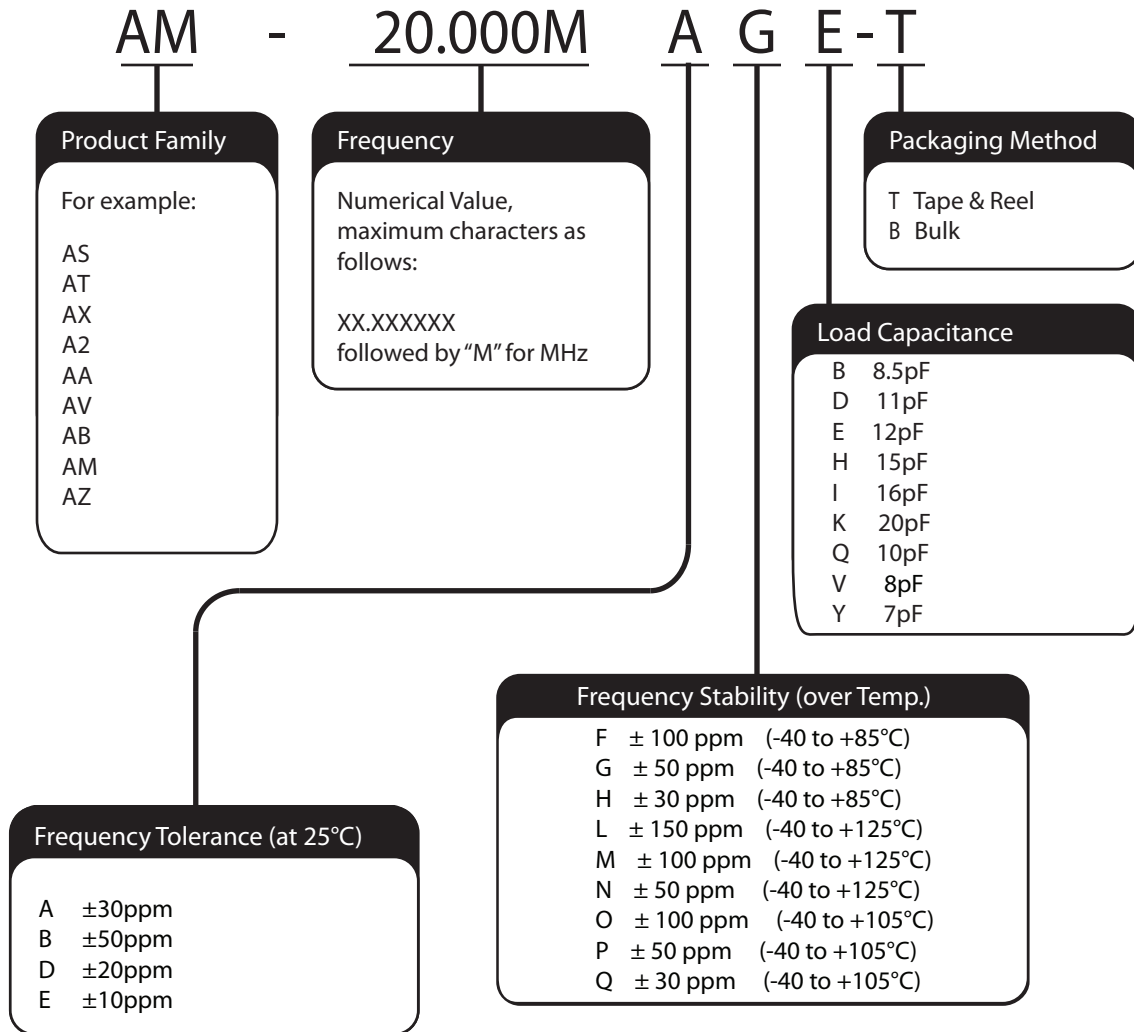 AM - 20.000M A G E - T
Product Family
For example:
AS
AT
AX
A2
AA
AV
AB
AM
AZ
Frequency
Numerical Value,
maximum characters as
follows:
XX.XXXXXX
followed by “M” for MHz
Packaging Method
T Tape & Reel
B Bulk
Load Capacitance
B 8.5pF
D 11pF
E 12pF
H 15pF
I 16pF
K 20pF
Q 10pF
V 8pF
Y 7pF
Frequency Stability (over Temp.)
F ± 100 ppm (-40 to +85°C)
G ± 50 ppm (-40 to +85°C)
H ± 30 ppm (-40 to +85°C)
L ± 150 ppm (-40 to +125°C)
M ± 100 ppm (-40 to +125°C)
N ± 50 ppm (-40 to +125°C)
O ± 100 ppm (-40 to +105°C)
P ± 50 ppm (-40 to +105°C)
Q ± 30 ppm (-40 to +105°C)
Frequency Tolerance (at 25°C)
A ±30ppm
B ±50ppm
D ±20ppm
E ±10ppm